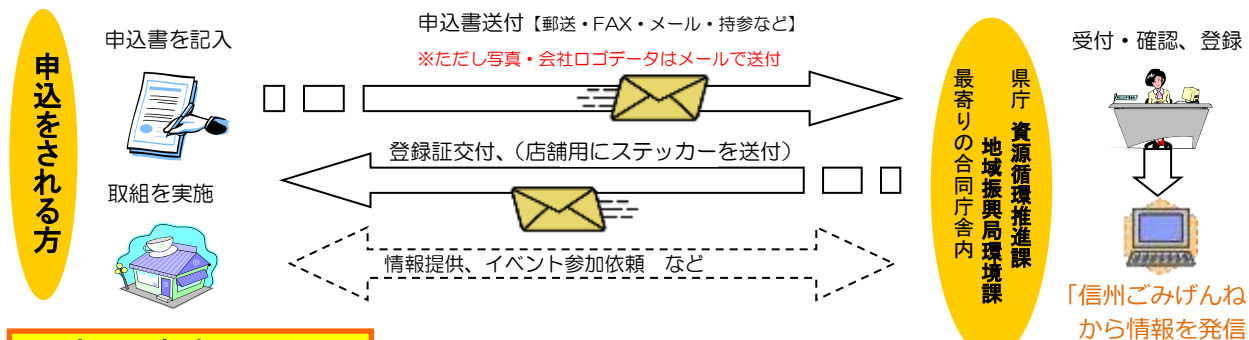 申込をされる方
申込書を記入
取組を実施
申込書送付【郵送・FAX・メール・持参など】
※ただし写真・会社ロゴデータはメールで送付
登録証交付、（店舗用にステッカーを送付）
情報提供、イベント参加依頼　など
県庁 資源循環推進課
地域振興局環境課
最寄りの合同庁舎内
受付・確認、登録
「信州ごみげんね
から情報を発信